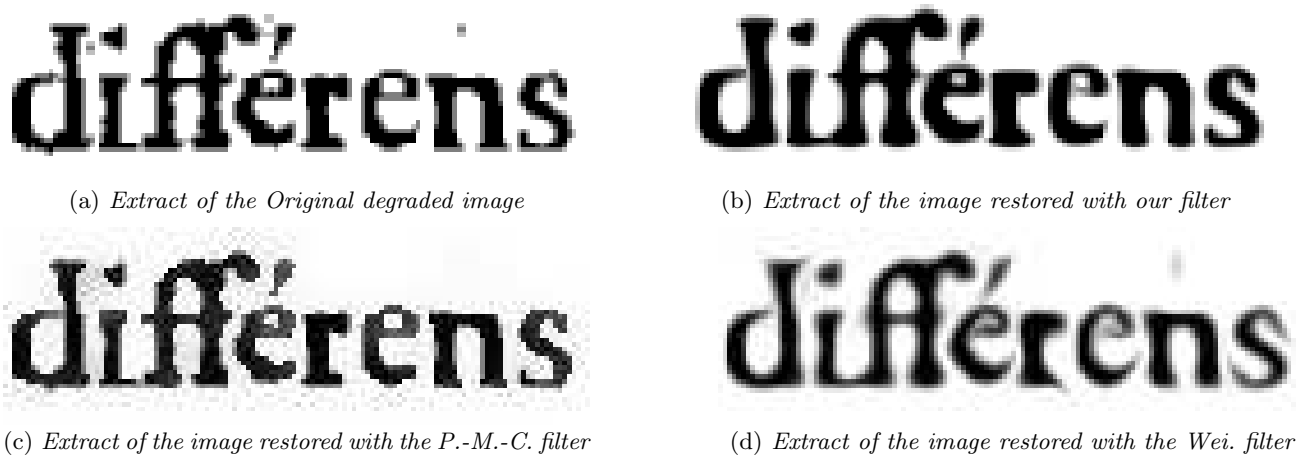 différens différens
(a) Extract of the Original degraded image (b) Extract of the image restored with our filter
différens différens
(c) Extract of the image restored with the P.-M.-C. filter (d) Extract of the image restored with the Wei. filter